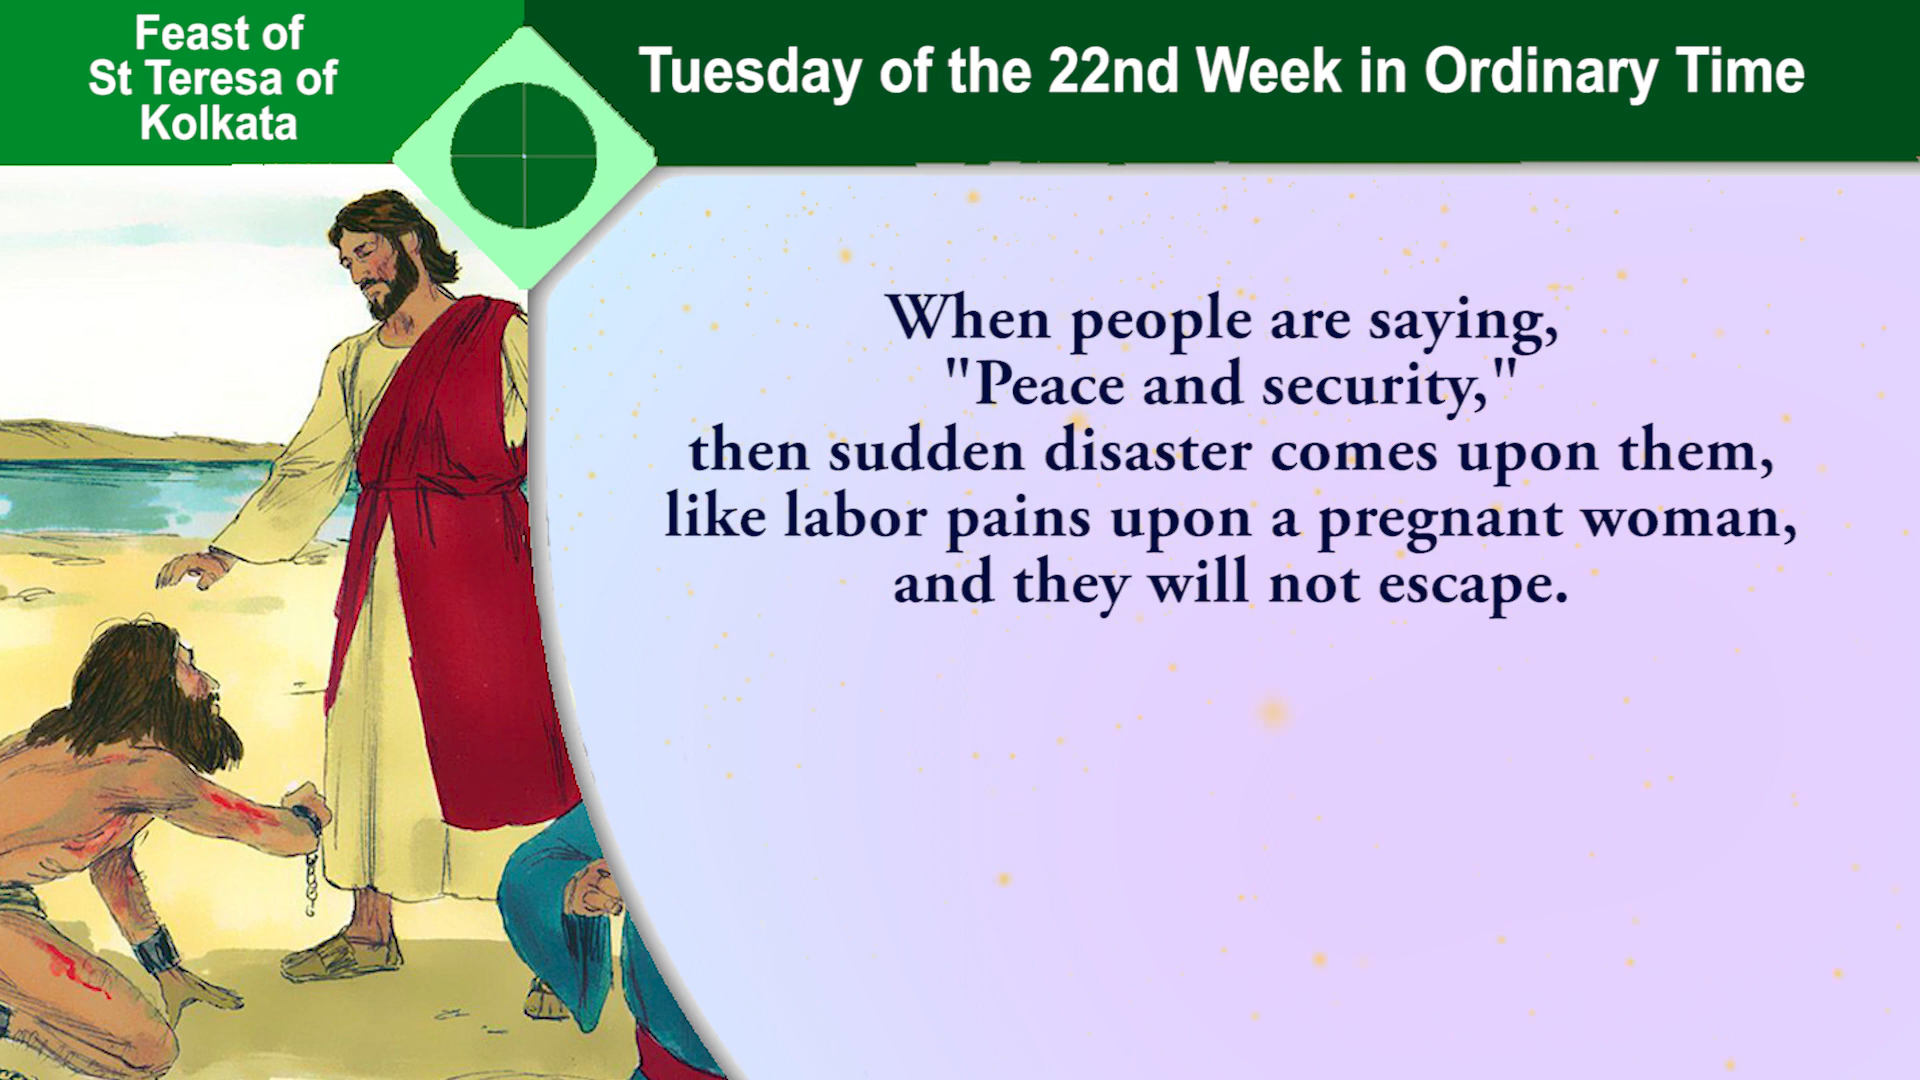 Feast of
St Teresa of
Kolkata
Tuesday of the 22nd Week in Ordinary Time
When people are saying,
"Peace and security,"
then sudden disaster comes upon them,
like labor pains upon a pregnant woman,
and they will not escape.